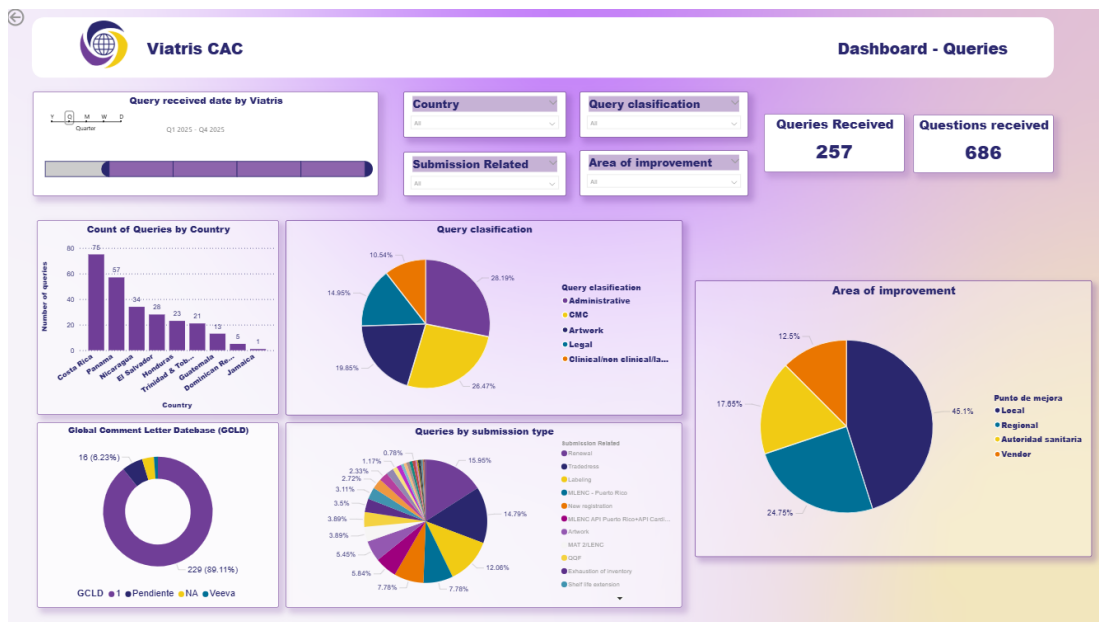 Viatris CAC
Dashboard - Queries
Query received date by Viatris
Y Q M W D
Quarter
Q1 2025 - Q4 2025
Country
All
Query clasification
All
Submission Related
All
Area of improvement
All
Queries Received
257
Questions received
686
Count of Queries by Country
Number of queries
80
60
40
20
0
75
57
34
28
23
21
13
5
1
Costa Rica
Panama
Nicaragua
El Salvador
Honduras
Trinidad & Tob...
Guatemala
Dominican Re...
Jamaica
Country
Query clasification
10.54%
28.19%
14.95%
19.85%
26.47%
Query clasification
Administrative
CMC
Artwork
Legal
Clinical/non clinical/la...
Area of improvement
12.5%
17.65%
45.1%
24.75%
Punto de mejora
Local
Regional
Autoridad sanitaria
Vendor
Global Comment Letter Datebase (GCLD)
16 (6.23%)
229 (89.11%)
GCLD 1 Pendiente NA Veeva
Queries by submission type
0.78%
1.17%
2.33%
2.72%
3.11%
3.5%
3.89%
3.89%
5.45%
5.84%
7.78%
7.78%
12.06%
14.79%
15.95%
Submission Related
Renewal
Tradedress
Labeling
MLENC - Puerto Rico
New registration
MLENC API Puerto Rico+API Canti...
Artwork
MAT 2/LENC
OOF
Exhaustion of inventory
Shelf life extension